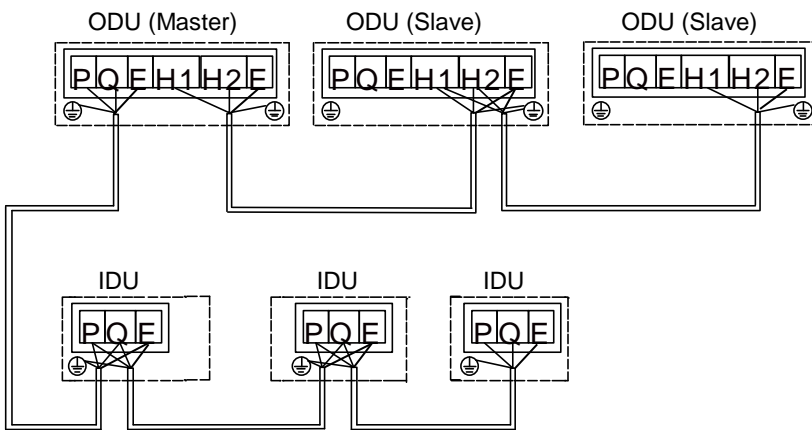 ODU (Master) ODU (Slave) ODU (Slave)
P Q E H1 H2 E P Q E H1 H2 E P Q E H1 H2 E
IDU IDU IDU
P Q E P Q E P Q E